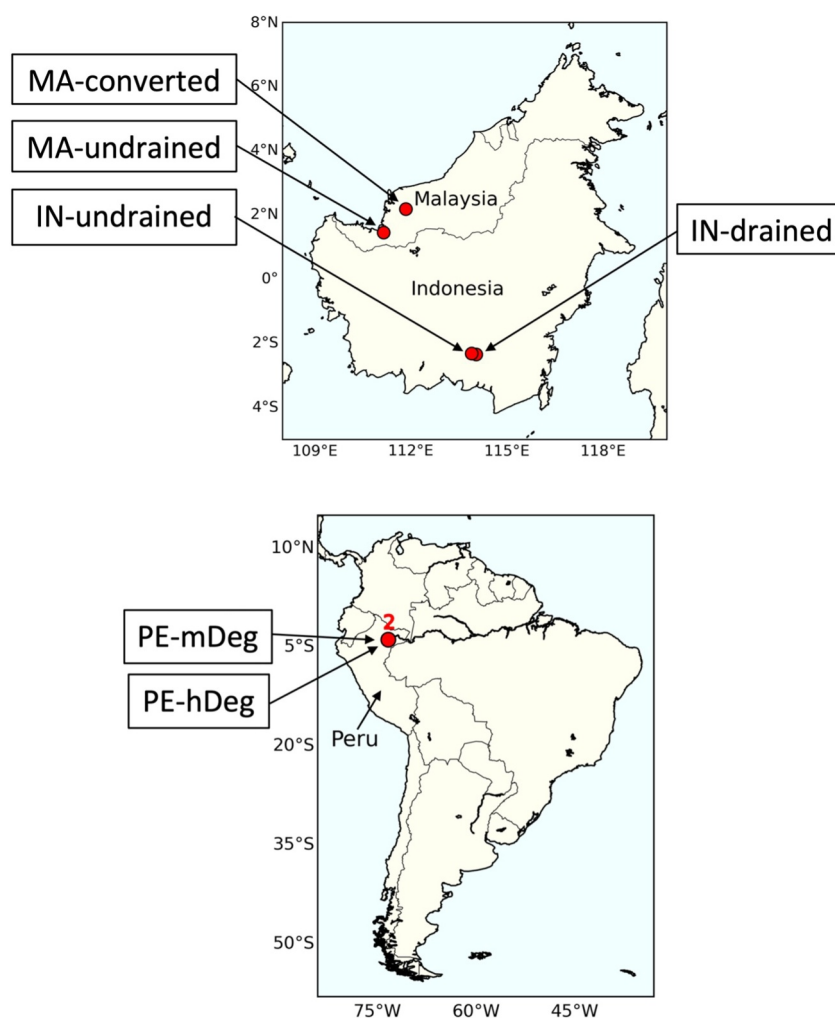 8°N
MA-converted
6°N
MA-undrained
4°N
IN-undrained
2°N
Malaysia
IN-drained
0°
Indonesia
2°S
4°S
109°E 112°E 115°E 118°E
10°N
PE-mDeg
2
5°S
PE-hDeg
Peru
20°S
35°S
50°S
75°W 60°W 45°W